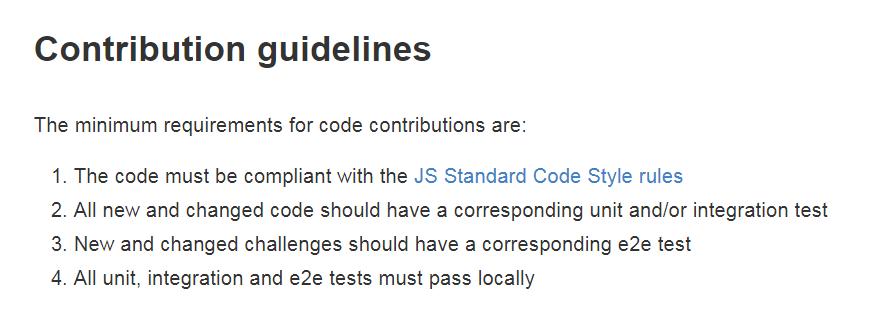 Contribution guidelines
The minimum requirements for code contributions are:
1. The code must be compliant with the JS Standard Code Style rules
2. All new and changed code should have a corresponding unit and/or integration test
3. New and changed challenges should have a corresponding e2e test
4. All unit, integration and e2e tests must pass locally